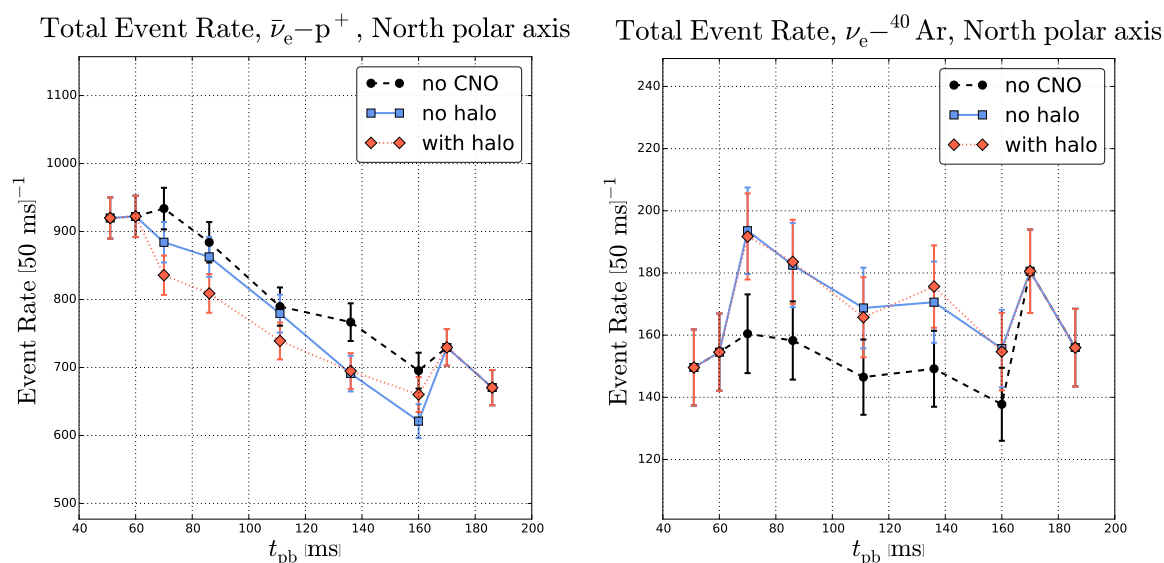 Total Event Rate, ν̄ₑ−p⁺, North polar axis
1100
1000
900
800
700
600
500
40 60 80 100 120 140 160 180 200
Event Rate [50 ms]⁻¹
t_pb [ms]
no CNO
no halo
with halo
Total Event Rate, νₑ−⁴⁰Ar, North polar axis
240
220
200
180
160
140
120
40 60 80 100 120 140 160 180 200
Event Rate [50 ms]⁻¹
t_pb [ms]
no CNO
no halo
with halo